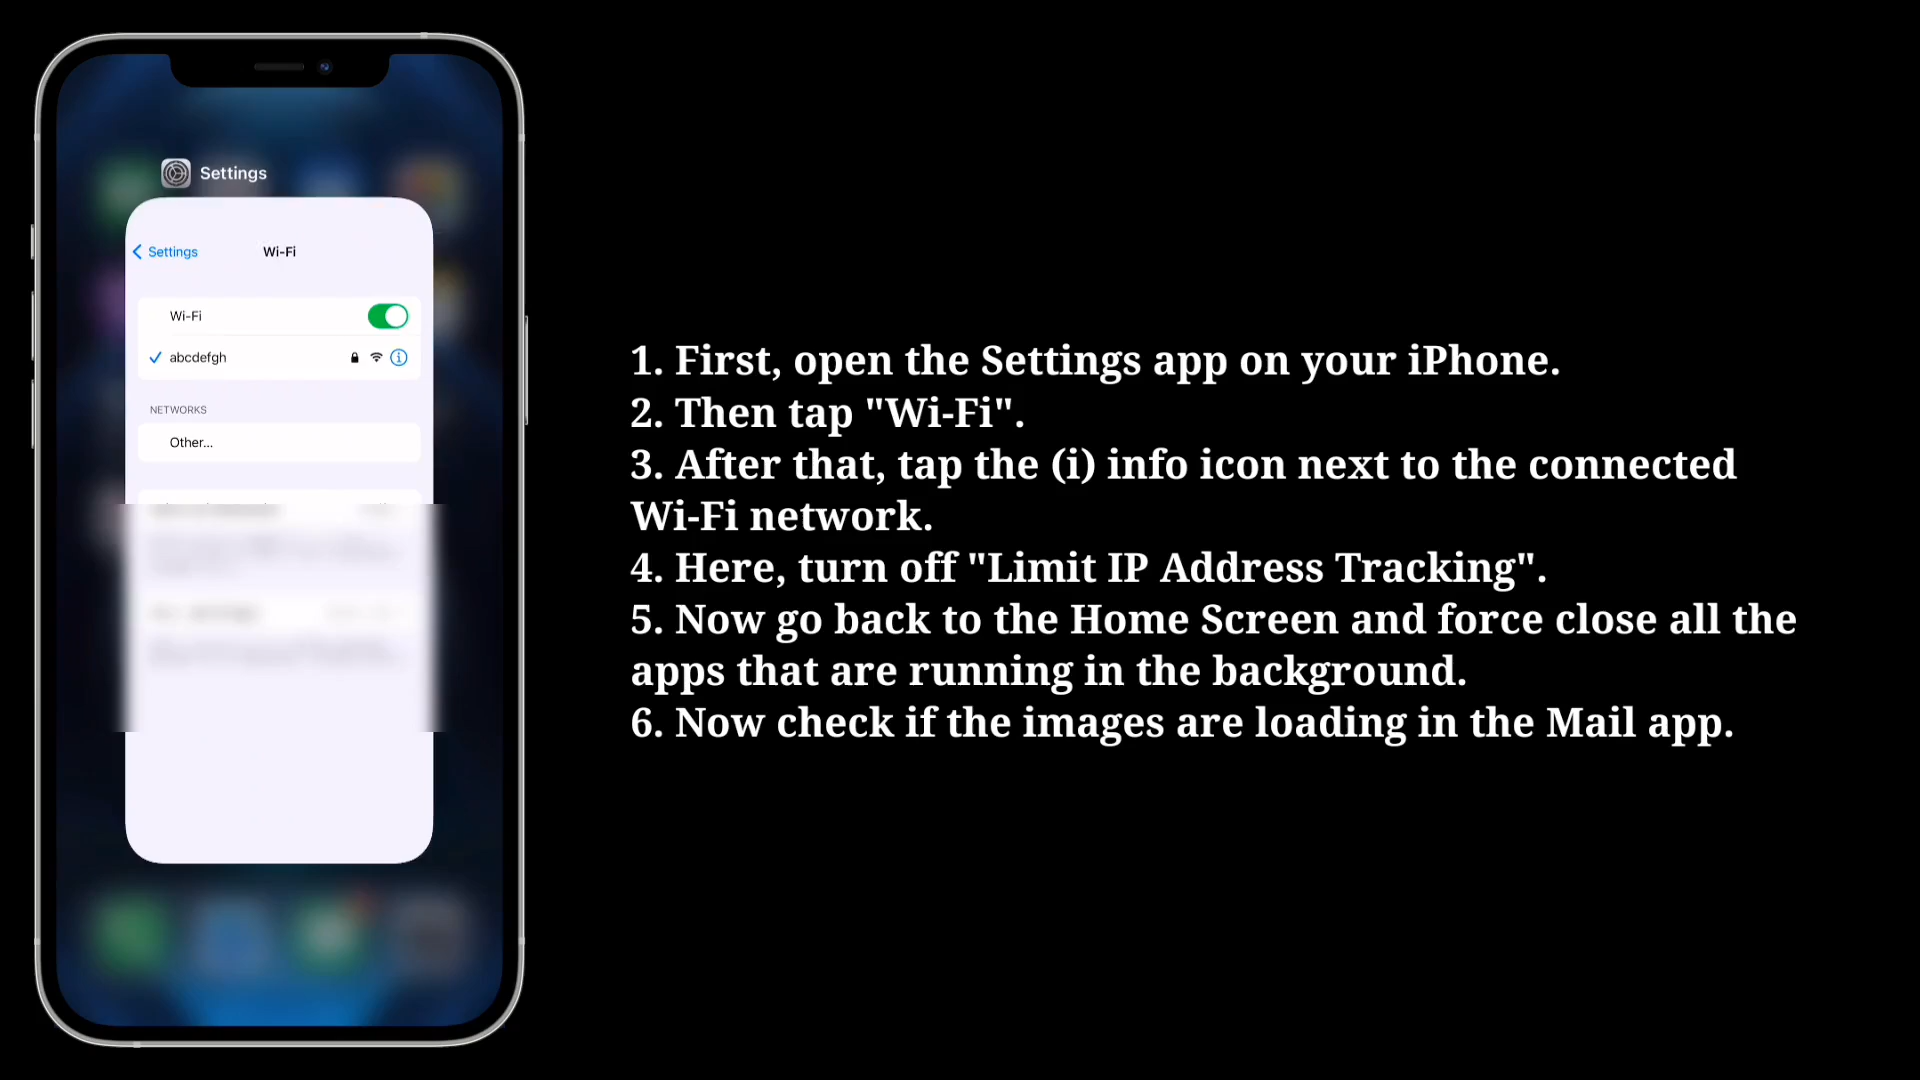 Settings
Settings
Wi-Fi
Wi-Fi
abcdefgh
NETWORKS
Other...
1. First, open the Settings app on your iPhone.
2. Then tap "Wi-Fi".
3. After that, tap the (i) info icon next to the connected
Wi-Fi network.
4. Here, turn off "Limit IP Address Tracking".
5. Now go back to the Home Screen and force close all the
apps that are running in the background.
6. Now check if the images are loading in the Mail app.